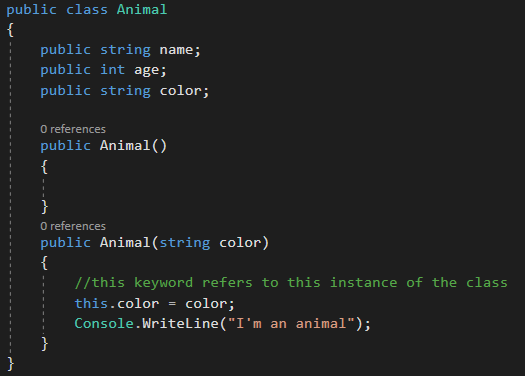 public class Animal
{
public string name;
public int age;
public string color;
0 references
public Animal()
{
}
0 references
public Animal(string color)
{
//this keyword refers to this instance of the class
this.color = color;
Console.WriteLine("I'm an animal");
}
}